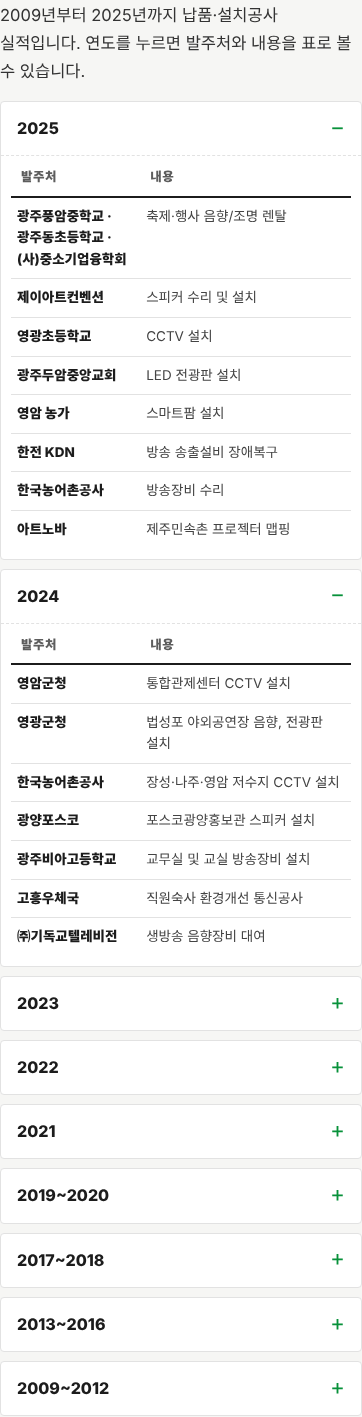 2009년부터 2025년까지 납품·설치공사
실적입니다. 연도를 누르면 발주처와 내용을 표로 볼
수 있습니다.
2025 −
발주처 내용
광주풍암중학교 · 축제·행사 음향/조명 렌탈
광주동초등학교 ·
(사)중소기업융학회
제이아트컨벤션 스피커 수리 및 설치
영광초등학교 CCTV 설치
광주두암중앙교회 LED 전광판 설치
영암 농가 스마트팜 설치
한전 KDN 방송 송출설비 장애복구
한국농어촌공사 방송장비 수리
아트노바 제주민속촌 프로젝터 맵핑
2024 −
발주처 내용
영암군청 통합관제센터 CCTV 설치
영광군청 법성포 야외공연장 음향, 전광판
설치
한국농어촌공사 장성·나주·영암 저수지 CCTV 설치
광양포스코 포스코광양홍보관 스피커 설치
광주비아고등학교 교무실 및 교실 방송장비 설치
고흥우체국 직원숙사 환경개선 통신공사
㈜기독교텔레비전 생방송 음향장비 대여
2023 +
2022 +
2021 +
2019~2020 +
2017~2018 +
2013~2016 +
2009~2012 +